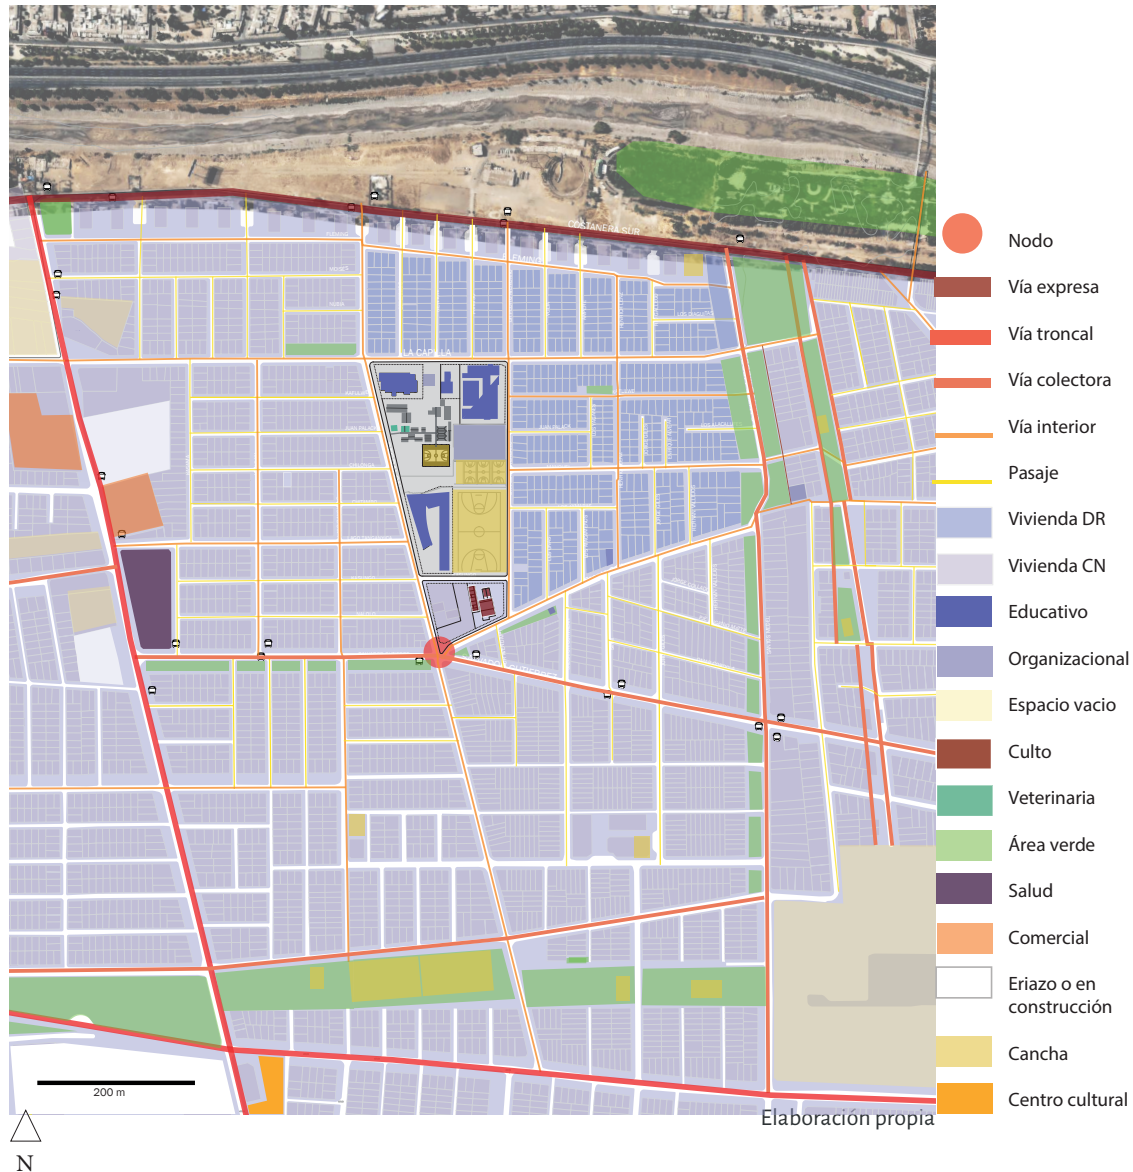 COSTANERA SUR
LA CAPILLA
Nodo
Vía expresa
Vía troncal
Vía colectora
Vía interior
Pasaje
Vivienda DR
Vivienda CN
Educativo
Organizacional
Espacio vacio
Culto
Veterinaria
Área verde
Salud
Comercial
Eriazo o en
construcción
Cancha
Centro cultural
200 m
Elaboración propia
N